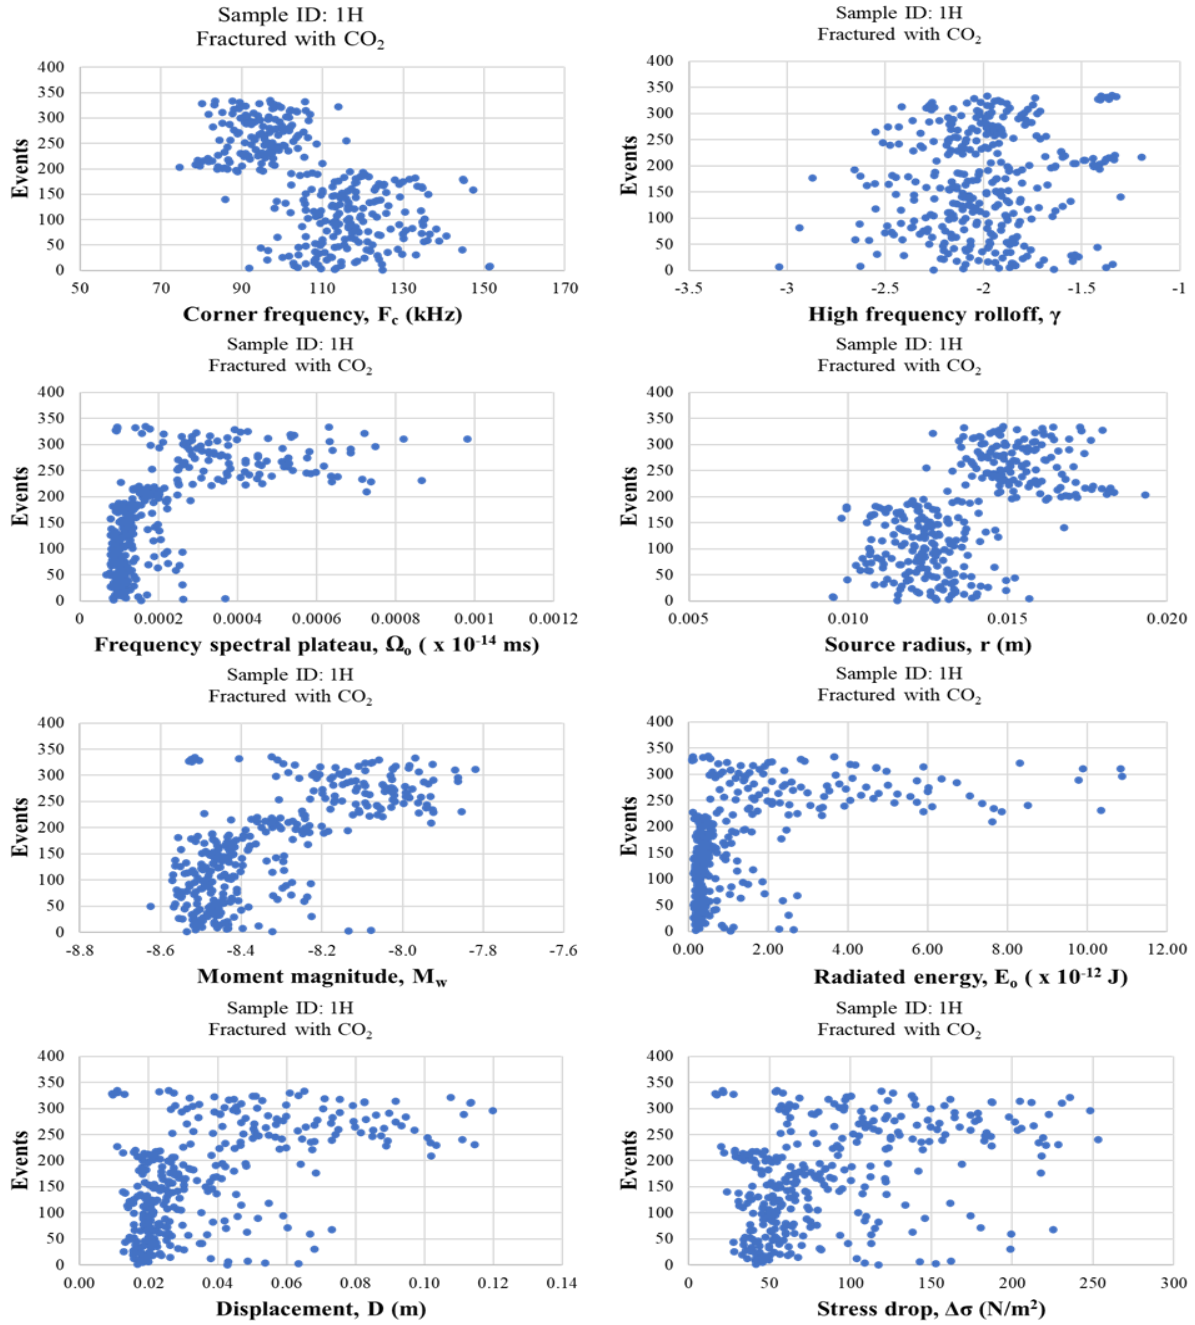 Sample ID: 1H
Fractured with CO₂
Events
400
350
300
250
200
150
100
50
0
50 70 90 110 130 150 170
Corner frequency, F_c (kHz)
Sample ID: 1H
Fractured with CO₂
Events
400
350
300
250
200
150
100
50
0
-3.5 -3 -2.5 -2 -1.5 -1
High frequency rolloff, γ
Sample ID: 1H
Fractured with CO₂
Events
400
350
300
250
200
150
100
50
0
0 0.0002 0.0004 0.0006 0.0008 0.001 0.0012
Frequency spectral plateau, Ωₒ ( x 10⁻¹⁴ ms)
Sample ID: 1H
Fractured with CO₂
Events
400
350
300
250
200
150
100
50
0
0.005 0.010 0.015 0.020
Source radius, r (m)
Sample ID: 1H
Fractured with CO₂
Events
400
350
300
250
200
150
100
50
0
-8.8 -8.6 -8.4 -8.2 -8.0 -7.8 -7.6
Moment magnitude, M_w
Sample ID: 1H
Fractured with CO₂
Events
400
350
300
250
200
150
100
50
0
0.00 2.00 4.00 6.00 8.00 10.00 12.00
Radiated energy, Eₒ ( x 10⁻¹² J)
Sample ID: 1H
Fractured with CO₂
Events
400
350
300
250
200
150
100
50
0
0.00 0.02 0.04 0.06 0.08 0.10 0.12 0.14
Displacement, D (m)
Sample ID: 1H
Fractured with CO₂
Events
400
350
300
250
200
150
100
50
0
0 50 100 150 200 250 300
Stress drop, Δσ (N/m²)